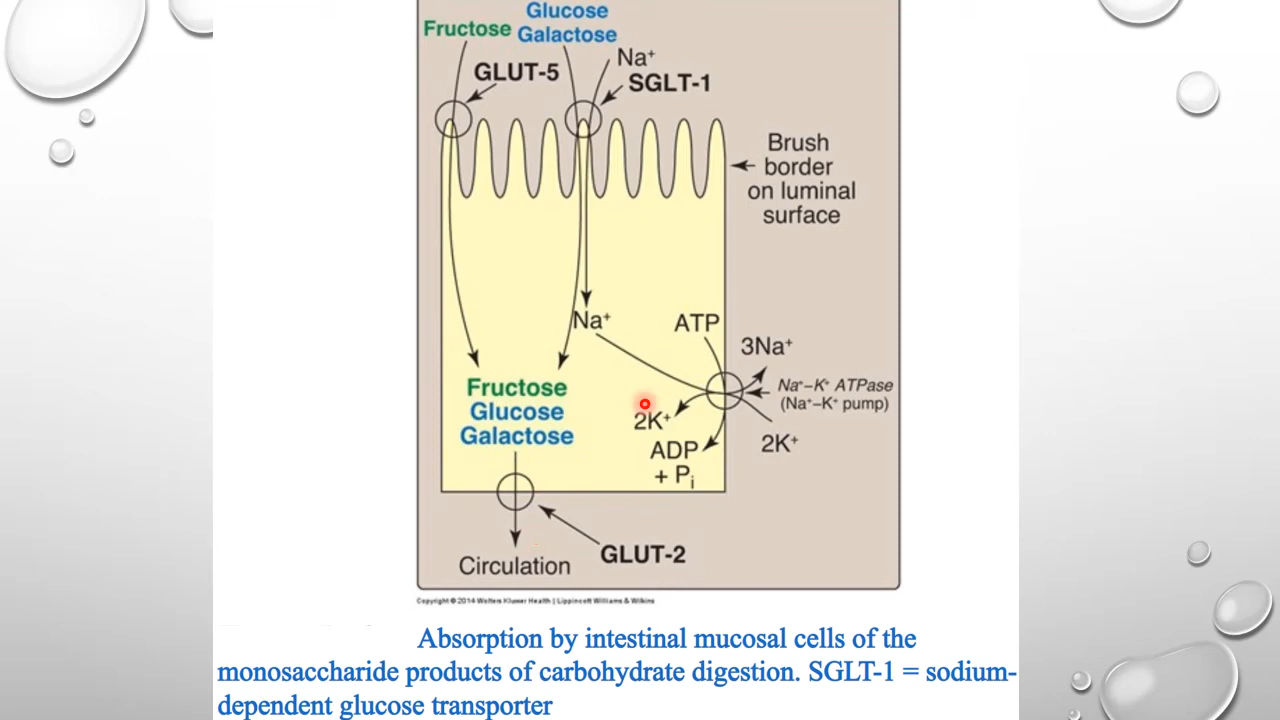 Glucose
Fructose Galactose
Na⁺
GLUT-5
SGLT-1
Brush
border
on luminal
surface
Na⁺
ATP
3Na⁺
Na⁺–K⁺ ATPase
(Na⁺–K⁺ pump)
Fructose
Glucose
Galactose
2K⁺
2K⁺
ADP
+ Pi
GLUT-2
Circulation
Copyright © 2014 Wolters Kluwer Health | Lippincott Williams & Wilkins
Absorption by intestinal mucosal cells of the
monosaccharide products of carbohydrate digestion. SGLT-1 = sodium-
dependent glucose transporter